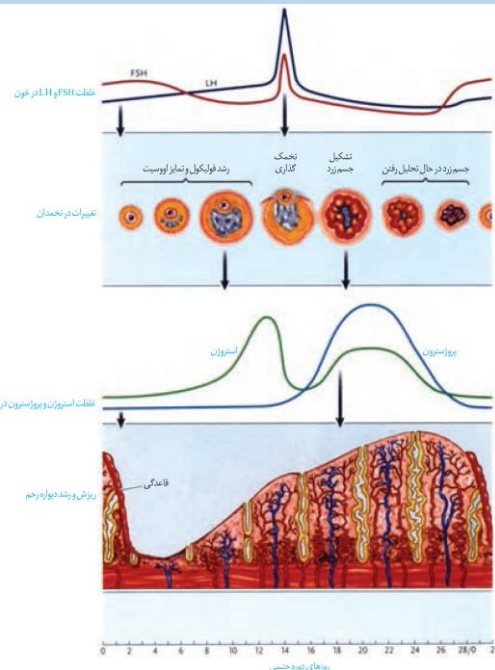 FSH
LH
غلظت FSH و LH در خون
رشد فولیکول و تمایز اووسیت
تخمک
گذاری
تشکیل
جسم زرد
جسم زرد در حال تحلیل رفتن
تغییرات در تخمدان
استروژن
پروژسترون
غلظت استروژن و پروژسترون در
قاعدگی
ریزش و رشد دیواره رحم
0 2 4 6 8 10 12 14 16 18 20 22 24 26 28/0 2
روزهای دوره جنسی